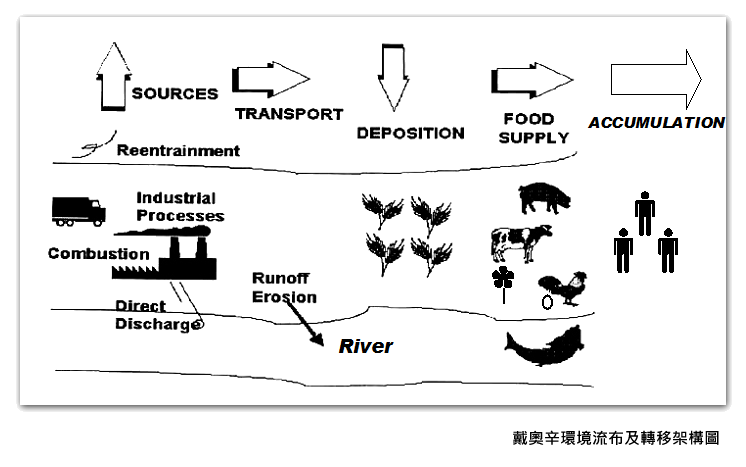 SOURCES
TRANSPORT
DEPOSITION
FOOD
SUPPLY
ACCUMULATION
Reentrainment
Industrial
Processes
Combustion
Direct
Discharge
Runoff
Erosion
River
戴奧辛環境流布及轉移架構圖